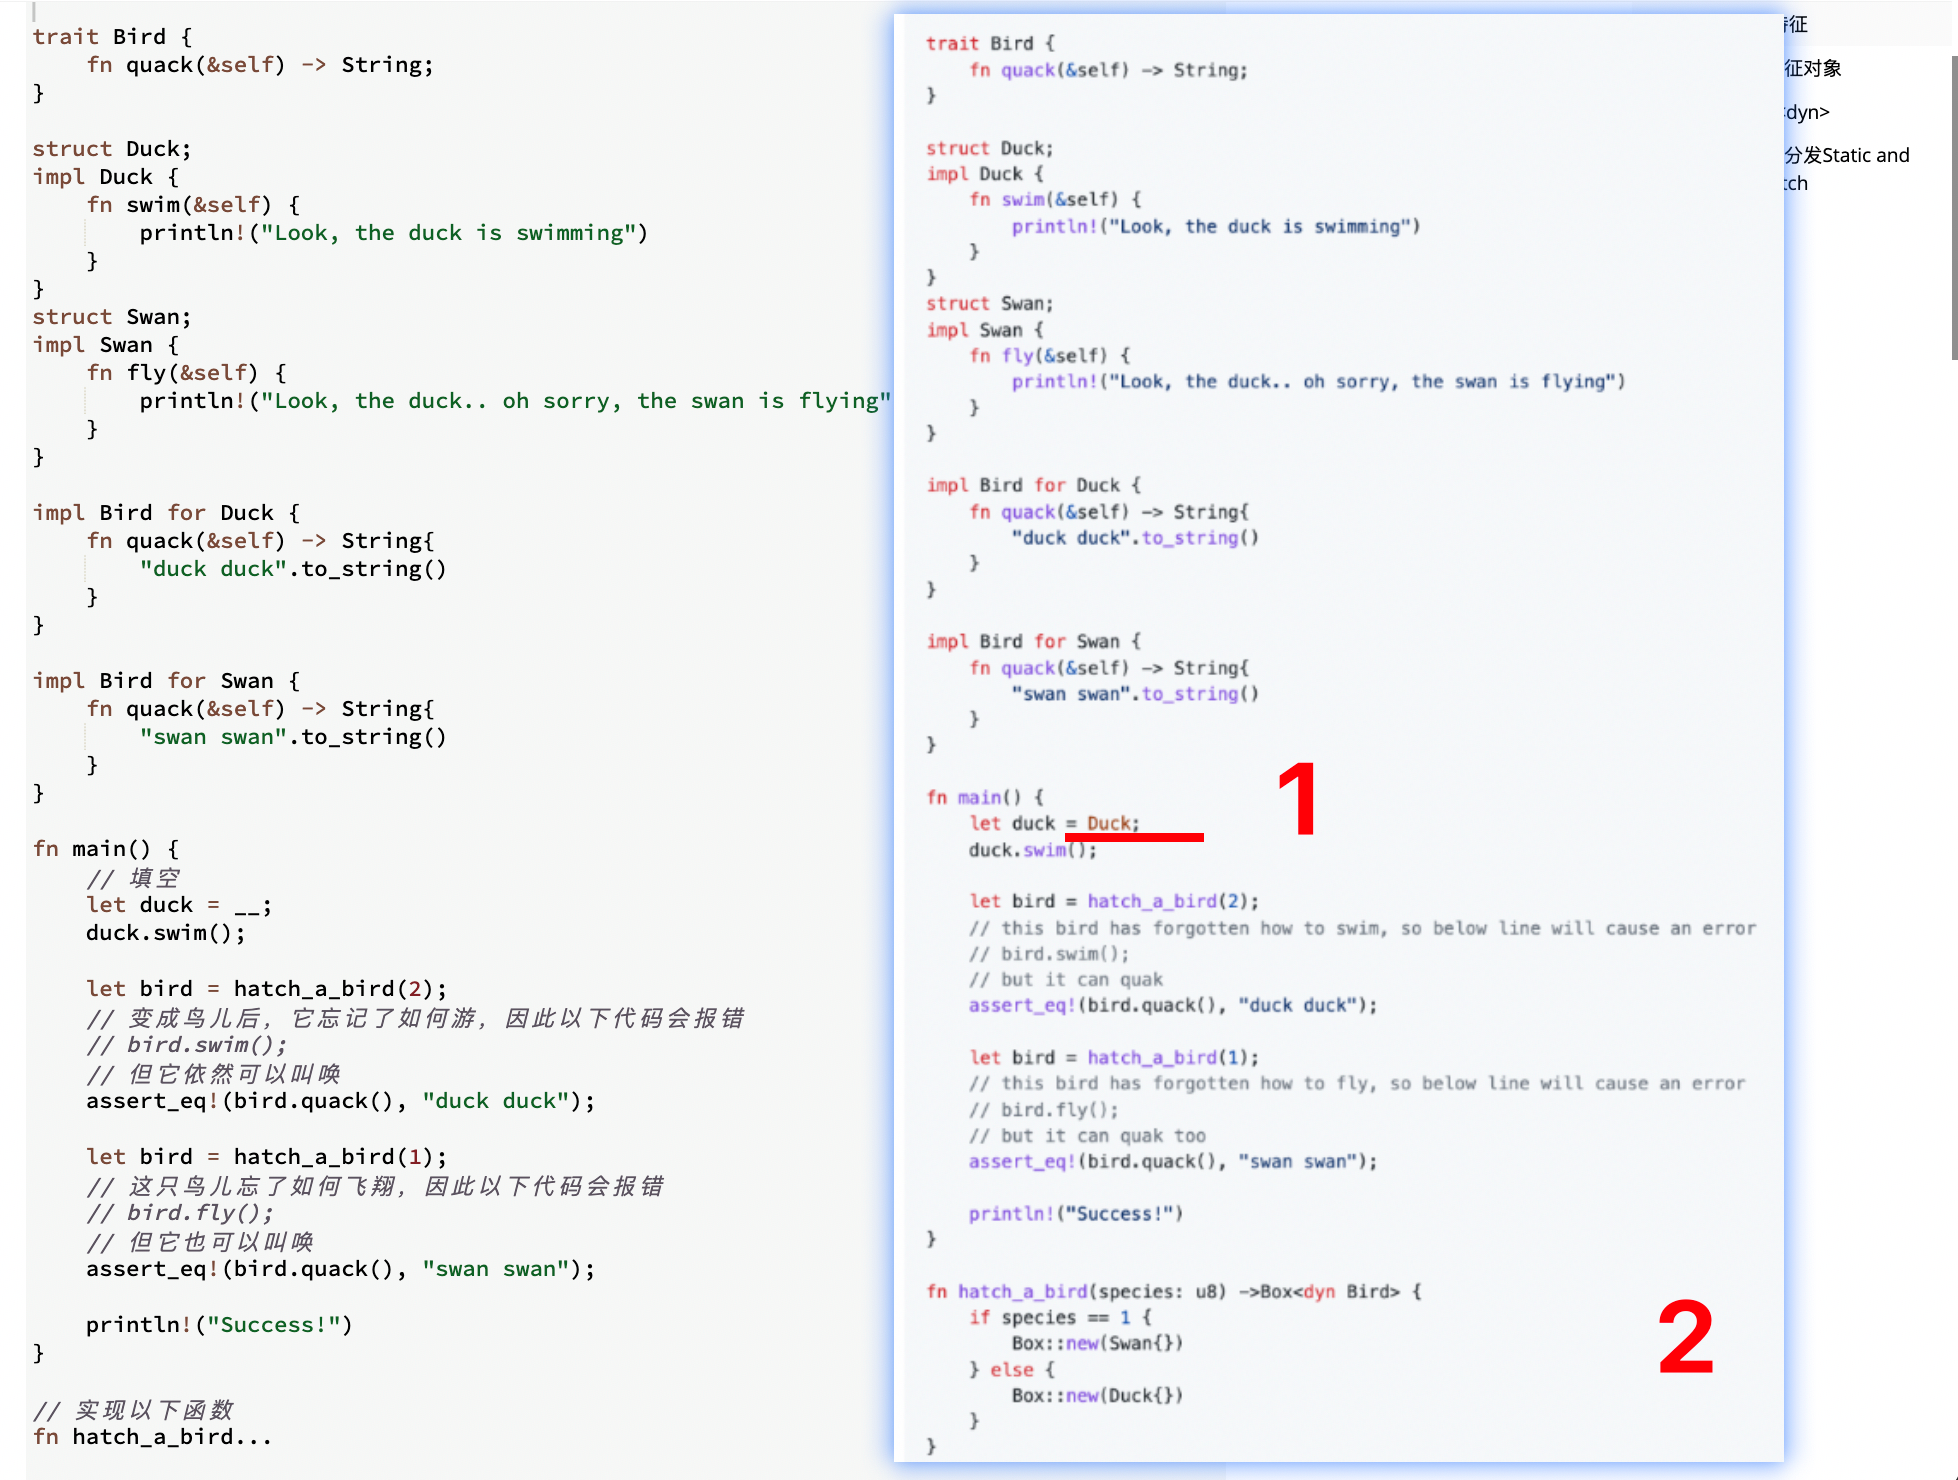 trait Bird {
    fn quack(&self) -> String;
}

struct Duck;
impl Duck {
    fn swim(&self) {
        println!("Look, the duck is swimming")
    }
}
struct Swan;
impl Swan {
    fn fly(&self) {
        println!("Look, the duck.. oh sorry, the swan is flying"
    }
}

impl Bird for Duck {
    fn quack(&self) -> String{
        "duck duck".to_string()
    }
}

impl Bird for Swan {
    fn quack(&self) -> String{
        "swan swan".to_string()
    }
}

fn main() {
    // 填空
    let duck = __;
    duck.swim();

    let bird = hatch_a_bird(2);
    // 变成鸟儿后，它忘记了如何游，因此以下代码会报错
    // bird.swim();
    // 但它依然可以叫唤
    assert_eq!(bird.quack(), "duck duck");

    let bird = hatch_a_bird(1);
    // 这只鸟儿忘了如何飞翔，因此以下代码会报错
    // bird.fly();
    // 但它也可以叫唤
    assert_eq!(bird.quack(), "swan swan");

    println!("Success!")
}

// 实现以下函数
fn hatch_a_bird...

trait Bird {
    fn quack(&self) -> String;
}

struct Duck;
impl Duck {
    fn swim(&self) {
        println!("Look, the duck is swimming")
    }
}
struct Swan;
impl Swan {
    fn fly(&self) {
        println!("Look, the duck.. oh sorry, the swan is flying")
    }
}

impl Bird for Duck {
    fn quack(&self) -> String{
        "duck duck".to_string()
    }
}

impl Bird for Swan {
    fn quack(&self) -> String{
        "swan swan".to_string()
    }
}

fn main() {
    let duck = Duck;
    duck.swim();
1

    let bird = hatch_a_bird(2);
    // this bird has forgotten how to swim, so below line will cause an error
    // bird.swim();
    // but it can quak
    assert_eq!(bird.quack(), "duck duck");

    let bird = hatch_a_bird(1);
    // this bird has forgotten how to fly, so below line will cause an error
    // bird.fly();
    // but it can quak too
    assert_eq!(bird.quack(), "swan swan");

    println!("Success!")
}

fn hatch_a_bird(species: u8) ->Box<dyn Bird> {
    if species == 1 {
        Box::new(Swan{})
    } else {
        Box::new(Duck{})
    }
}
2

征
征对象
dyn>
分发Static and
ch